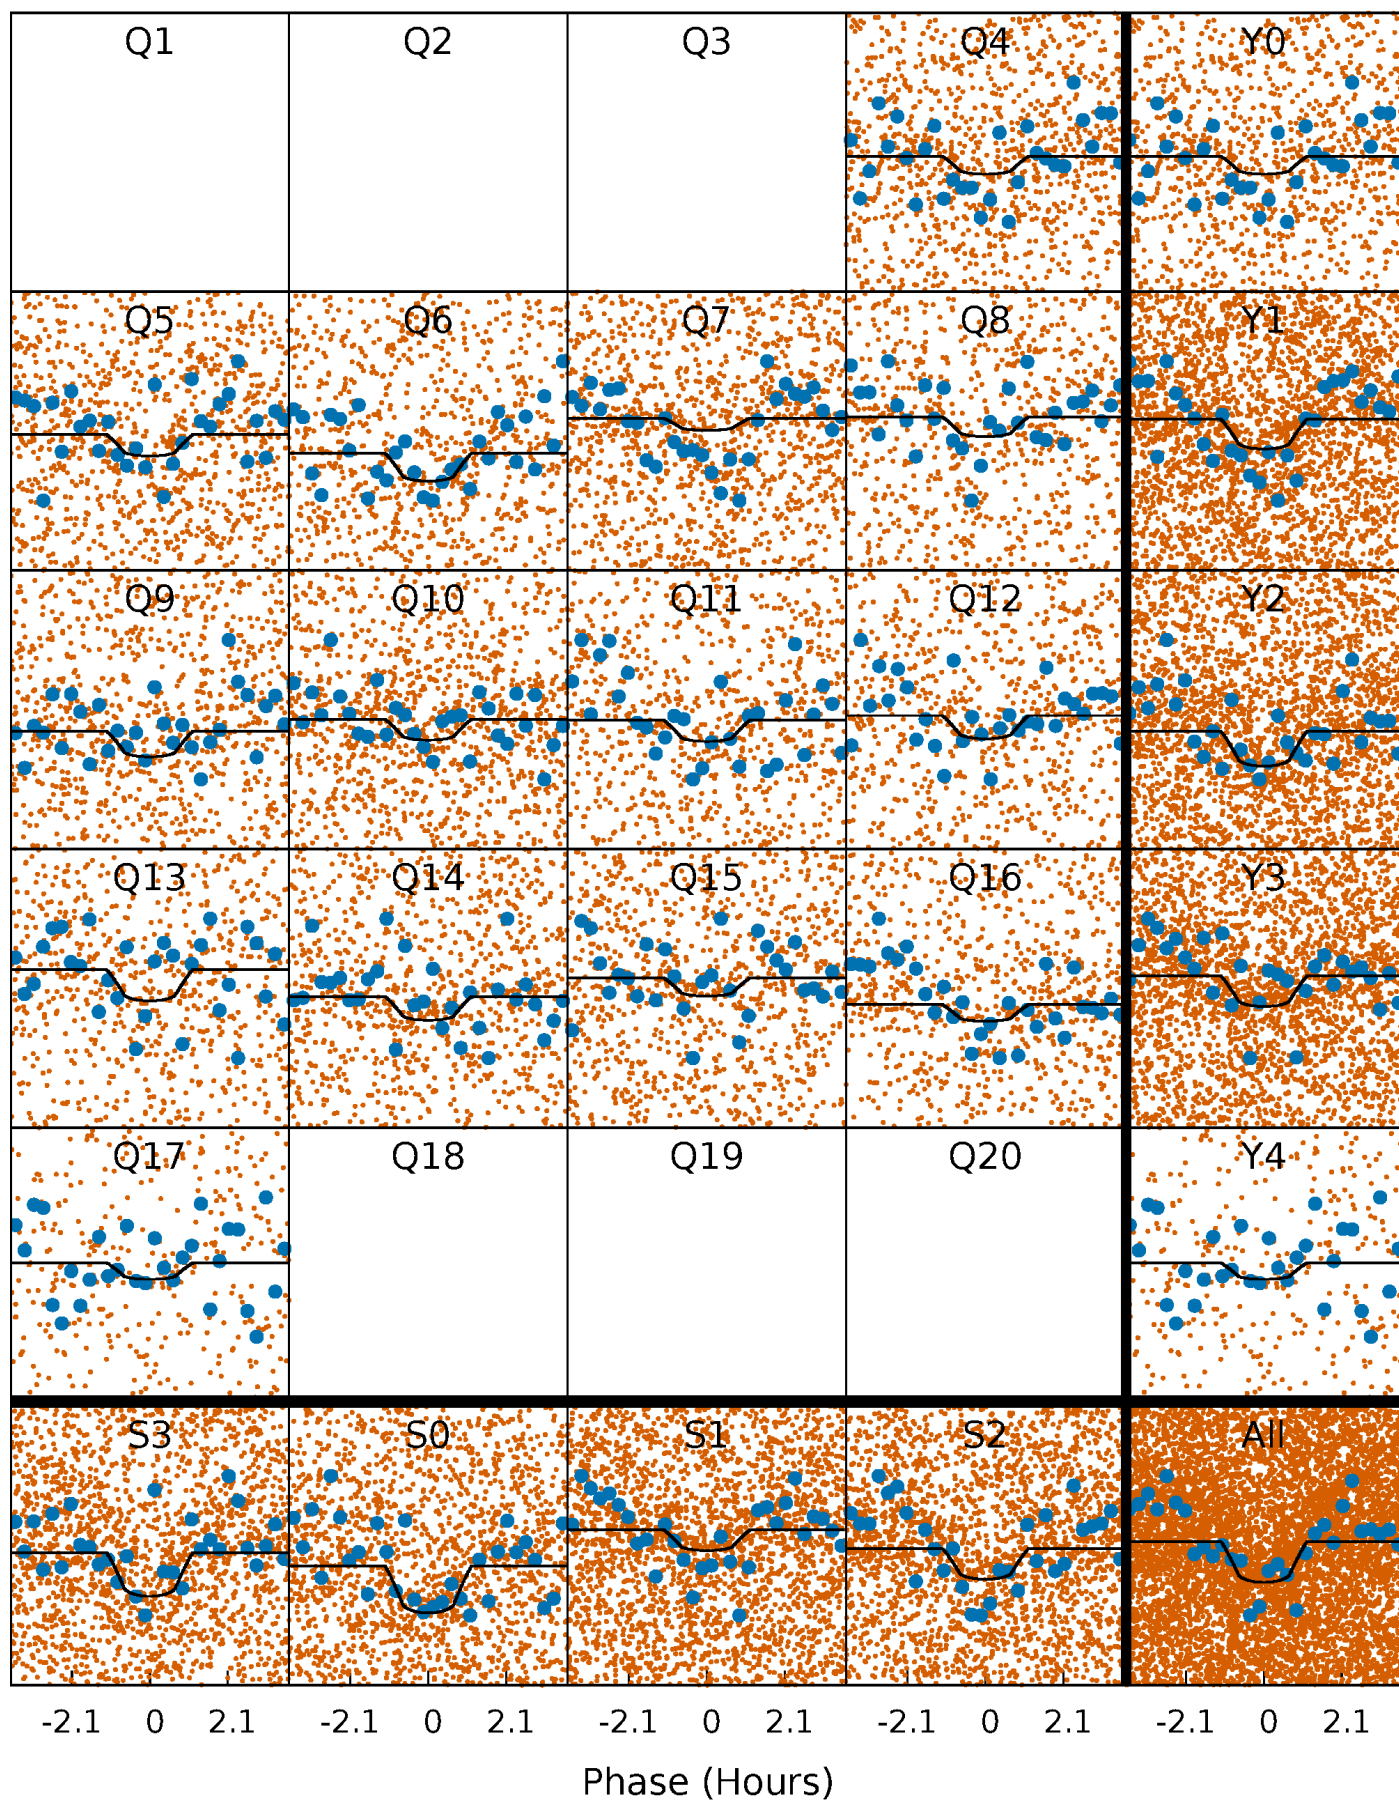 Q1 Q2 Q3 Q4 Y0
Q5 Q6 Q7 Q8 Y1
Q9 Q10 Q11 Q12 Y2
Q13 Q14 Q15 Q16 Y3
Q17 Q18 Q19 Q20 Y4
S3 S0 S1 S2 All
-2.1 0 2.1 -2.1 0 2.1 -2.1 0 2.1 -2.1 0 2.1 -2.1 0 2.1
Phase (Hours)